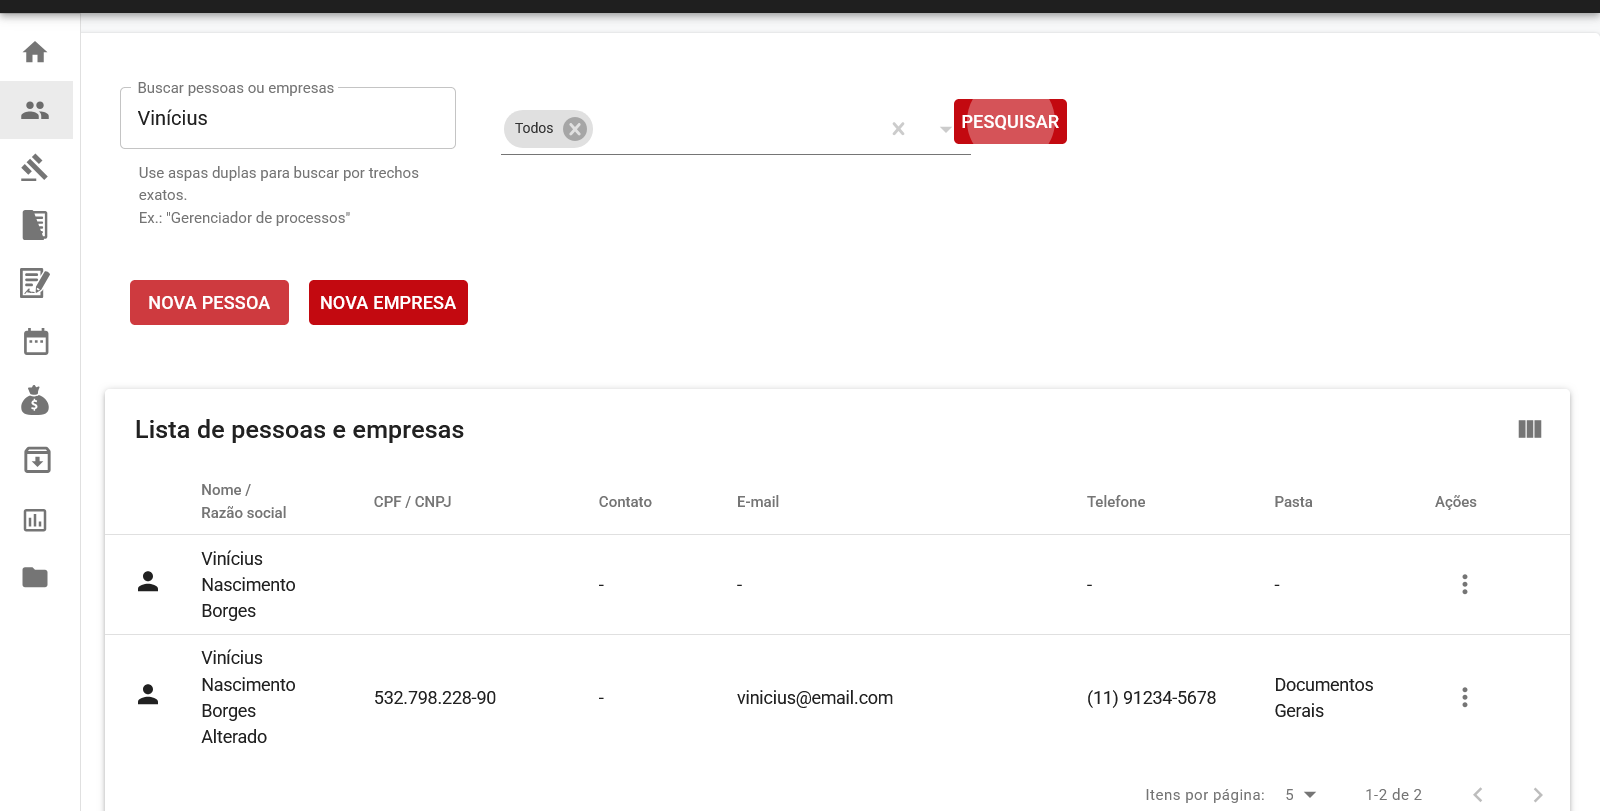 Buscar pessoas ou empresas
Vinícius
Todos
PESQUISAR
Use aspas duplas para buscar por trechos
exatos.
Ex.: "Gerenciador de processos"
NOVA PESSOA
NOVA EMPRESA
Lista de pessoas e empresas
Nome /
Razão social
CPF / CNPJ
Contato
E-mail
Telefone
Pasta
Ações
Vinícius
Nascimento
Borges
-
-
-
-
Vinícius
Nascimento
Borges
Alterado
532.798.228-90
-
vinicius@email.com
(11) 91234-5678
Documentos
Gerais
Itens por página:
5
1-2 de 2